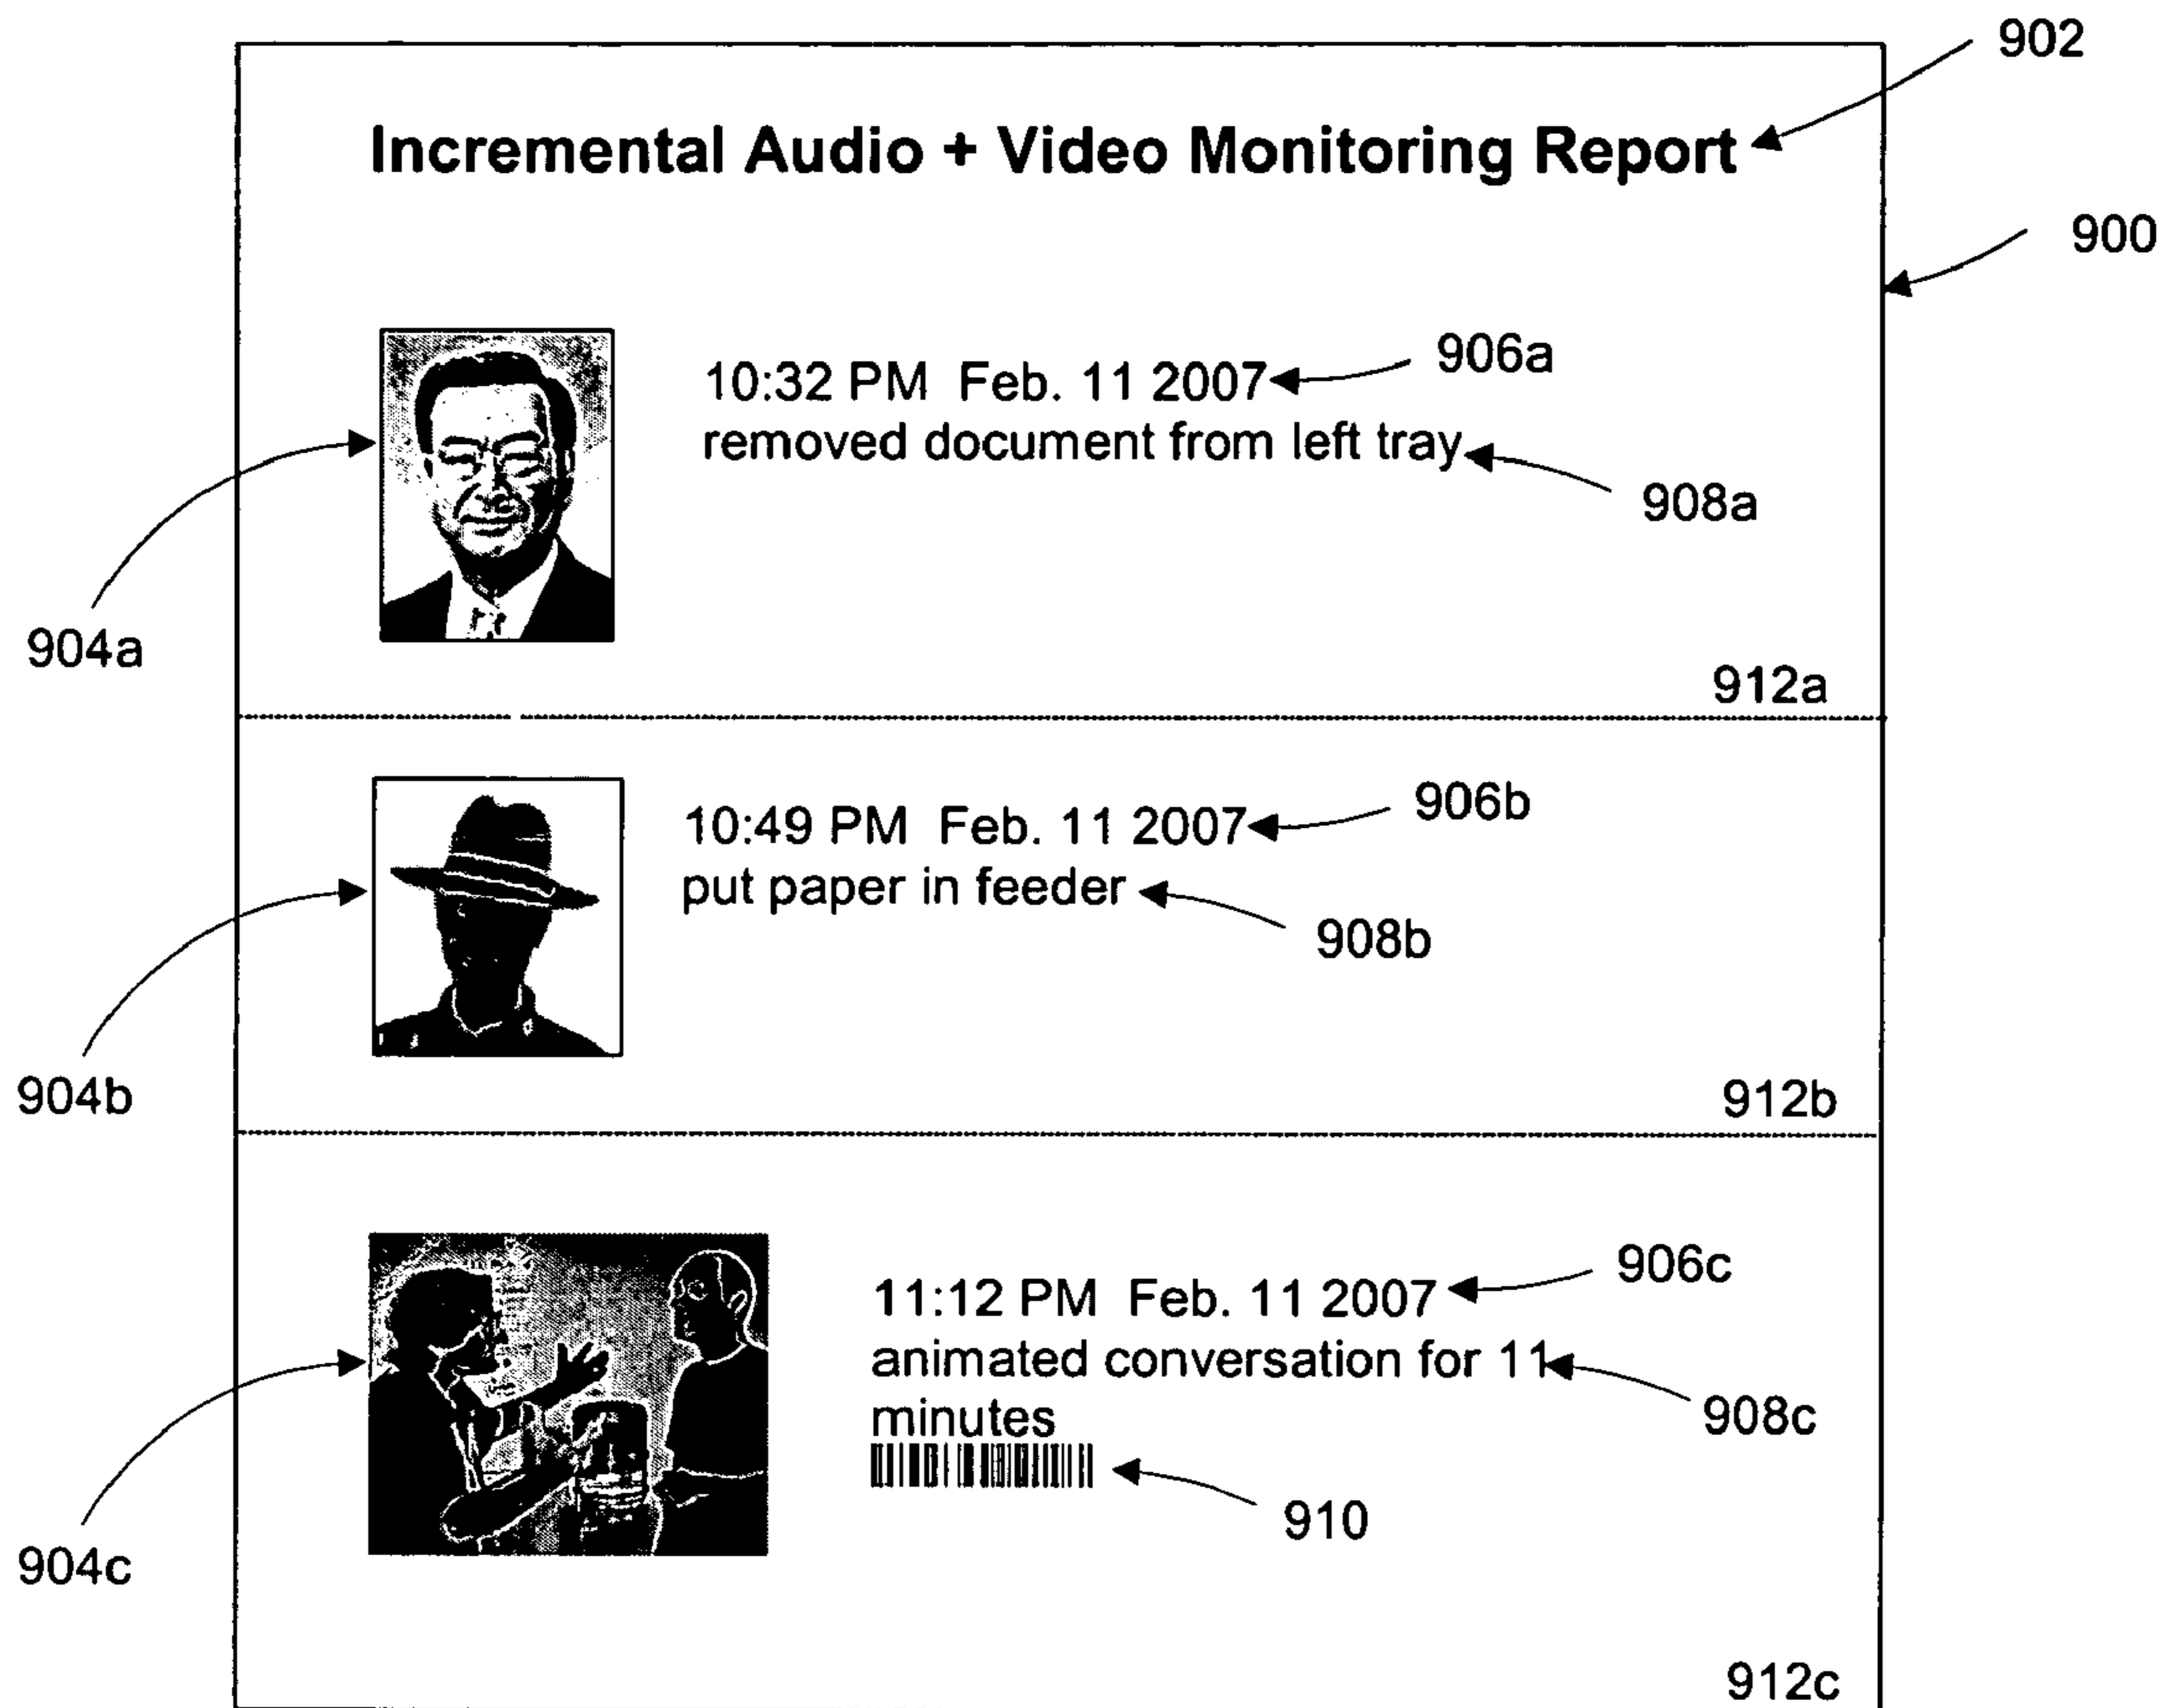 902
Incremental Audio + Video Monitoring Report
900
10:32 PM Feb. 11 2007
906a
removed document from left tray
908a
904a
912a
10:49 PM Feb. 11 2007
906b
put paper in feeder
908b
904b
912b
11:12 PM Feb. 11 2007
906c
animated conversation for 11
minutes
908c
910
904c
912c